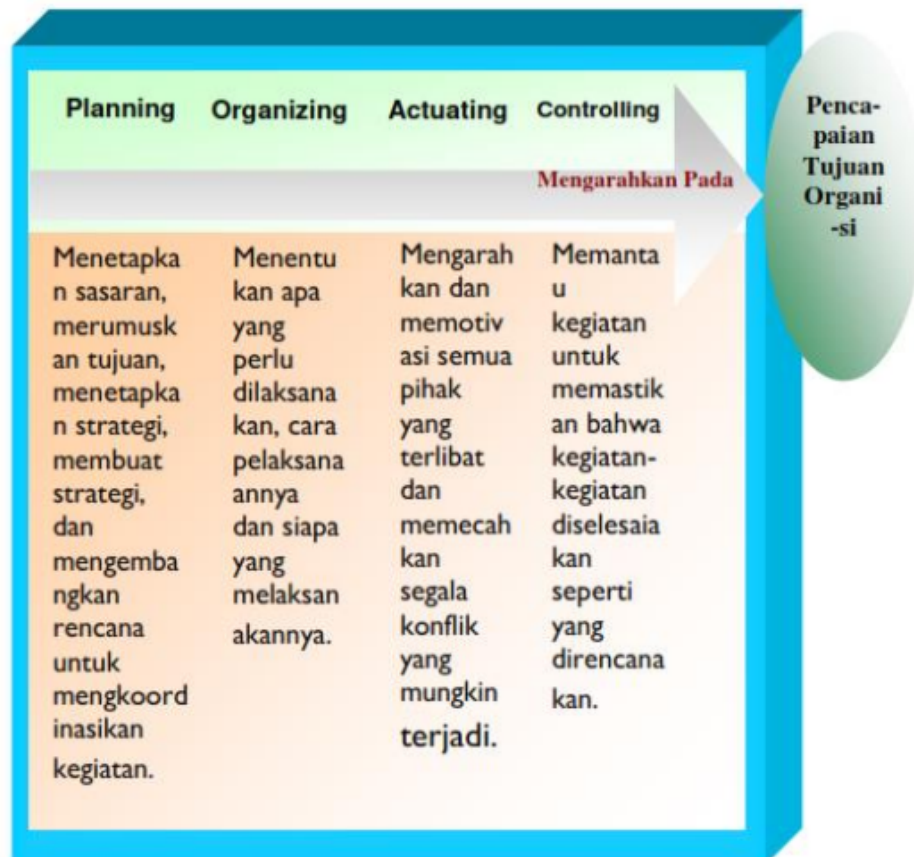 Planning
Organizing
Actuating
Controlling
Mengarahkan Pada
Penca-
paian
Tujuan
Organi
-si
Menetapka
n sasaran,
merumusk
an tujuan,
menetapka
n strategi,
membuat
strategi,
dan
mengemba
ngkan
rencana
untuk
mengkoord
inasikan
kegiatan.
Menentu
kan apa
yang
perlu
dilaksana
kan, cara
pelaksana
annya
dan siapa
yang
melaksan
akannya.
Mengarah
kan dan
memotiv
asi semua
pihak
yang
terlibat
dan
memecah
kan
segala
konflik
yang
mungkin
terjadi.
Memanta
u
kegiatan
untuk
memastik
an bahwa
kegiatan-
kegiatan
diselesaia
kan
seperti
yang
direncana
kan.